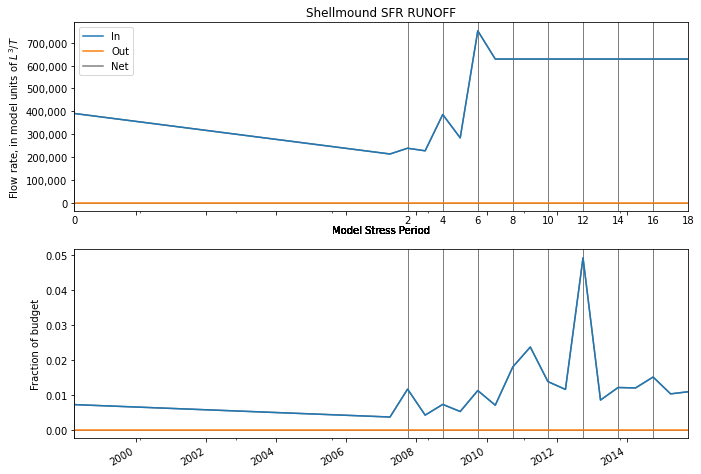 Shellmound SFR RUNOFF
Flow rate, in model units of L³/T
700,000
600,000
500,000
400,000
300,000
200,000
100,000
0
In
Out
Net
0 2 4 6 8 10 12 14 16 18
Model Stress Period
Fraction of budget
0.05
0.04
0.03
0.02
0.01
0.00
2000 2002 2004 2006 2008 2010 2012 2014